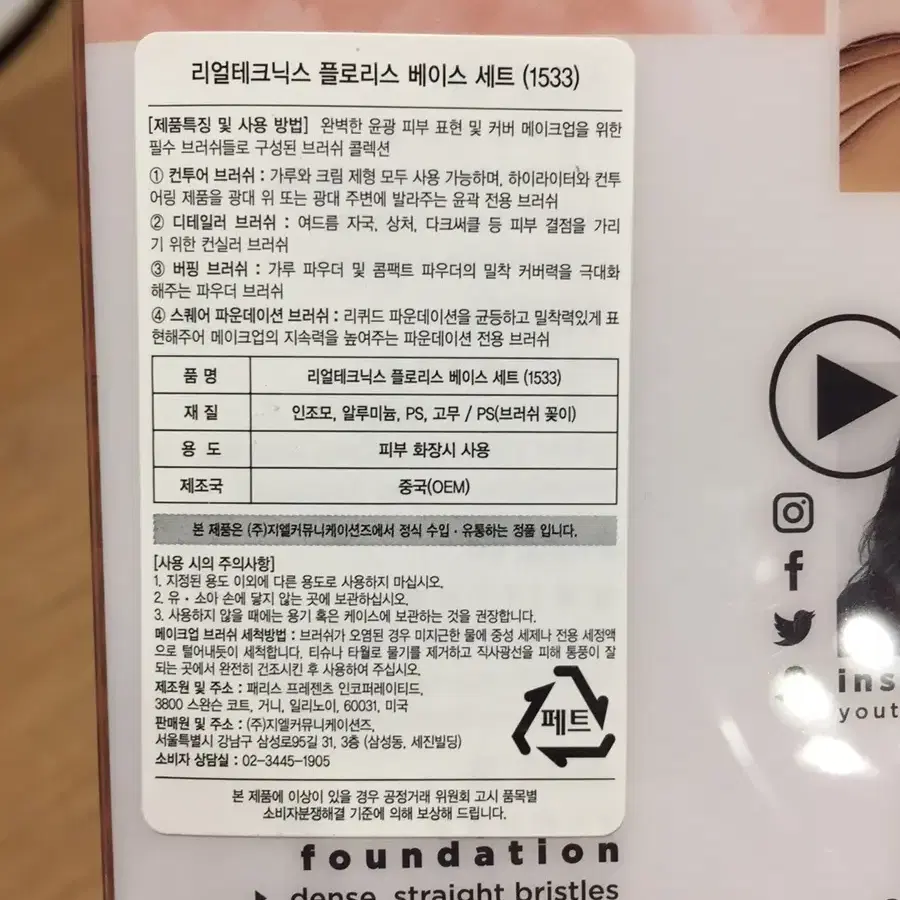 리얼테크닉스 플로리스 베이스 세트 (1533)
[제품특징 및 사용 방법] 완벽한 윤광 피부 표현 및 커버 메이크업을 위한
필수 브러쉬들로 구성된 브러쉬 콜렉션
① 컨투어 브러쉬 : 가루와 크림 제형 모두 사용 가능하며, 하이라이터와 컨투
어링 제품을 광대 위 또는 광대 주변에 발라주는 윤곽 전용 브러쉬
② 디테일러 브러쉬 : 여드름 자국, 상처, 다크써클 등 피부 결점을 가리
기 위한 컨실러 브러쉬
③ 버핑 브러쉬 : 가루 파우더 및 콤팩트 파우더의 밀착 커버력을 극대화
해주는 파우더 브러쉬
④ 스퀘어 파운데이션 브러쉬 : 리퀴드 파운데이션을 균등하고 밀착력있게 표
현해주어 메이크업의 지속력을 높여주는 파운데이션 전용 브러쉬
품 명 리얼테크닉스 플로리스 베이스 세트 (1533)
재 질 인조모, 알루미늄, PS, 고무 / PS(브러쉬 꽂이)
용 도 피부 화장시 사용
제조국 중국(OEM)
본 제품은 (주)지엘커뮤니케이션즈에서 정식 수입 · 유통하는 정품 입니다.
[사용 시의 주의사항]
1. 지정된 용도 이외에 다른 용도로 사용하지 마십시오.
2. 유 · 소아 손에 닿지 않는 곳에 보관하십시오.
3. 사용하지 않을 때에는 용기 혹은 케이스에 보관하는 것을 권장합니다.
메이크업 브러쉬 세척방법 : 브러쉬가 오염된 경우 미지근한 물에 중성 세제나 전용 세정액
으로 털어내듯이 세척합니다. 티슈나 타월로 물기를 제거하고 직사광선을 피해 통풍이 잘
되는 곳에서 완전히 건조시킨 후 사용하여 주십시오.
제조원 및 주소 : 패리스 프레젠츠 인코퍼레이티드,
3800 스완슨 코트, 거니, 일리노이, 60031, 미국
판매원 및 주소 : (주)지엘커뮤니케이션즈,
서울특별시 강남구 삼성로95길 31, 3층 (삼성동, 세진빌딩)
소비자 상담실 : 02-3445-1905
페트
본 제품에 이상이 있을 경우 공정거래 위원회 고시 품목별
소비자분쟁해결 기준에 의해 보상해 드립니다.
ins
yout
foundation
dense, straight bristles